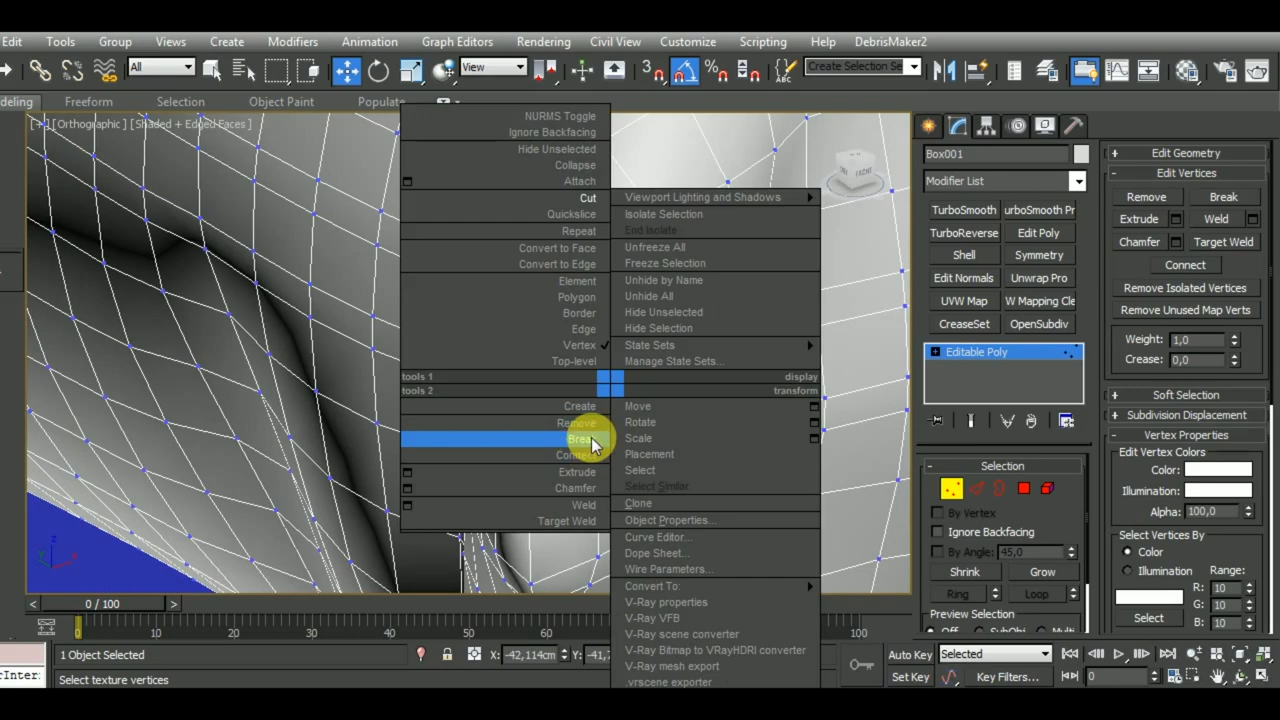 Edit Tools Group Views Create Modifiers Animation Graph Editors Rendering Civil View Customize Scripting Help DebrisMaker2
All View Create Selection Se
deling Freeform Selection Object Paint Populate
[+] [Orthographic] [Shaded + Edged Faces]
NURMS Toggle
Ignore Backfacing
Hide Unselected
Collapse
Attach
Cut
Quickslice
Repeat
Convert to Face
Convert to Edge
Element
Polygon
Border
Edge
Vertex
Top-level
tools 1
tools 2
Create
Remove
Break
Connect
Extrude
Chamfer
Weld
Target Weld
Viewport Lighting and Shadows
Isolate Selection
End Isolate
Unfreeze All
Freeze Selection
Unhide by Name
Unhide All
Hide Unselected
Hide Selection
State Sets
Manage State Sets...
display
transform
Move
Rotate
Scale
Placement
Select
Select Similar
Clone
Object Properties...
Curve Editor...
Dope Sheet...
Wire Parameters...
Convert To:
V-Ray properties
V-Ray VFB
V-Ray scene converter
V-Ray Bitmap to VRayHDRI converter
V-Ray mesh export
.vrscene exporter
Box001
Modifier List
TurboSmooth urboSmooth Pr
TurboReverse Edit Poly
Shell Symmetry
Edit Normals Unwrap Pro
UVW Map W Mapping Cle
CreaseSet OpenSubdiv
Editable Poly
- Selection
By Vertex
Ignore Backfacing
By Angle: 45,0
Shrink Grow
Ring Loop
Preview Selection
Off SubObj Multi
+ Edit Geometry
- Edit Vertices
Remove Break
Extrude Weld
Chamfer Target Weld
Connect
Remove Isolated Vertices
Remove Unused Map Verts
Weight: 1,0
Crease: 0,0
+ Soft Selection
+ Subdivision Displacement
- Vertex Properties
Edit Vertex Colors
Color:
Illumination:
Alpha: 100,0
Select Vertices By
Color
Illumination
Range:
R: 10
G: 10
B: 10
Select
< 0 / 100 >
0 10 20 30 40 50 60 100
1 Object Selected X: -42,114cm Y: -41,7
Auto Key Selected
rInter Select texture vertices
Set Key Key Filters... 0